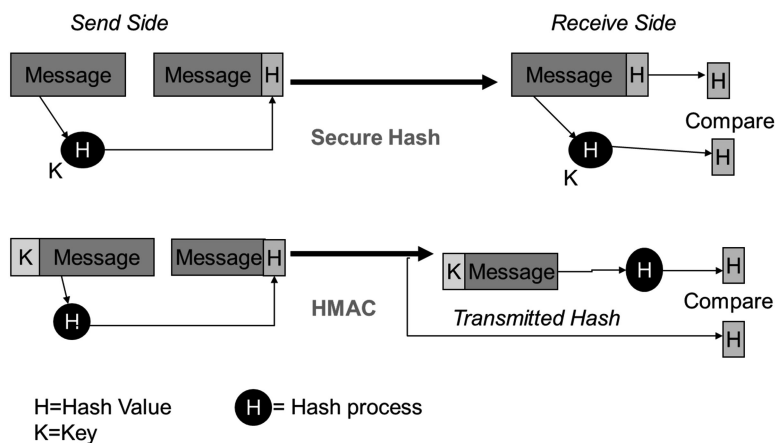 Send Side
Receive Side
Message
Message H
Message H
H
H
K
Secure Hash
H
K
Compare
H
K Message
Message H
K Message
H
H
H
HMAC
Transmitted Hash
Compare
H
H=Hash Value
H = Hash process
K=Key